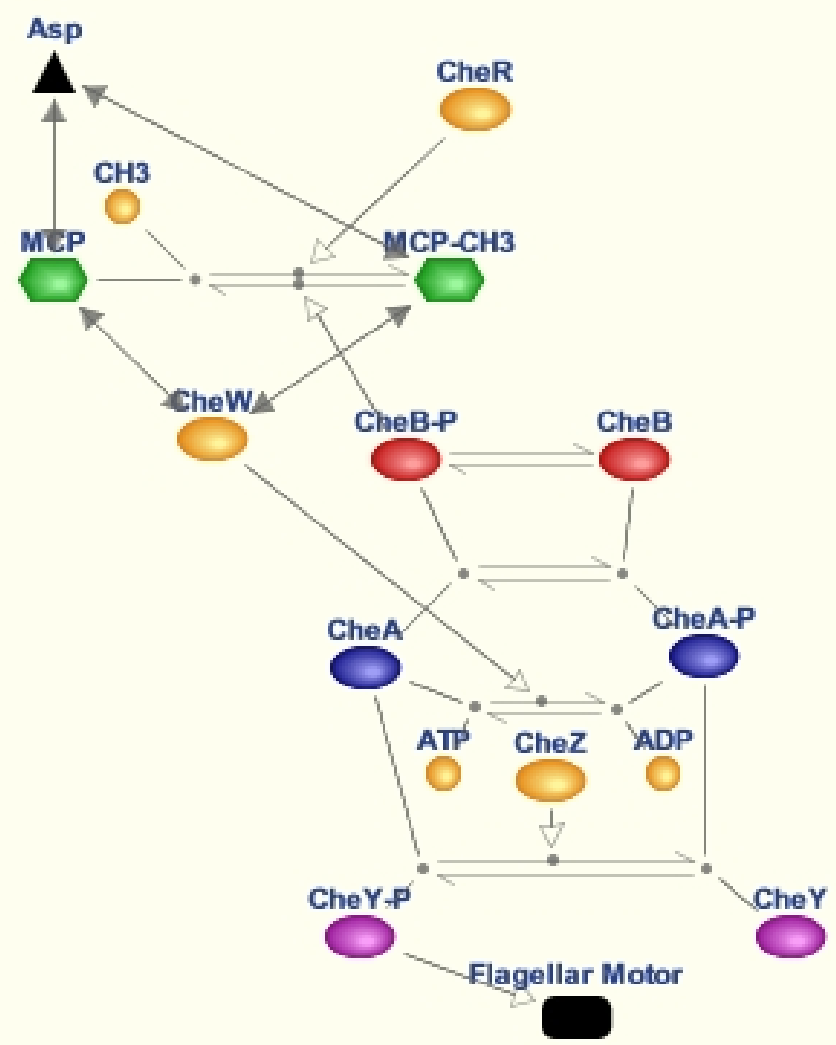 Asp
CheR
CH3
MCP
MCP-CH3
CheW
CheB-P
CheB
CheA
CheA-P
ATP
CheZ
ADP
CheY-P
CheY
Flagellar Motor